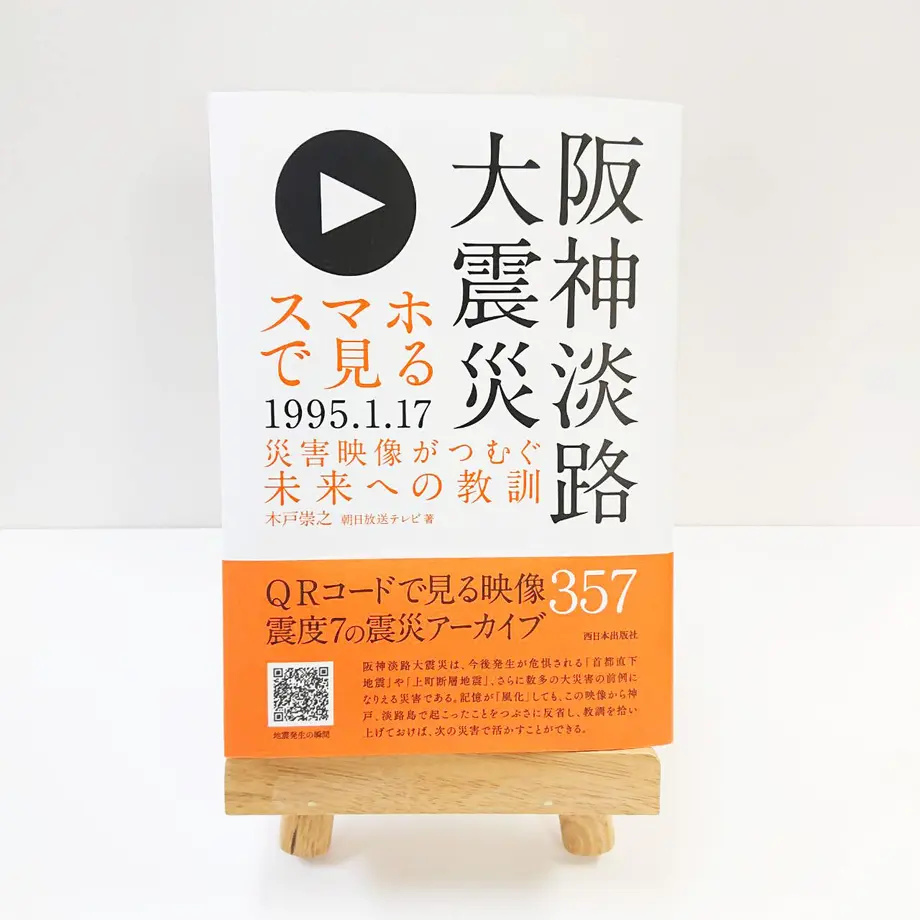 阪神淡路
大震災
スマホ
で見る
1995.1.17
災害映像がつむぐ
未来への教訓
木戸崇之 朝日放送テレビ 著
QRコードで見る映像357
震度7の震災アーカイブ
西日本出版社
阪神淡路大震災は、今後発生が危惧される「首都直下
地震」や「上町断層地震」、さらに数多の大災害の前例に
なりえる災害である。記憶が「風化」しても、この映像から神
戸、淡路島で起こったことをつぶさに反省し、教訓を拾い
上げておけば、次の災害で活かすことができる。
地震発生の瞬間